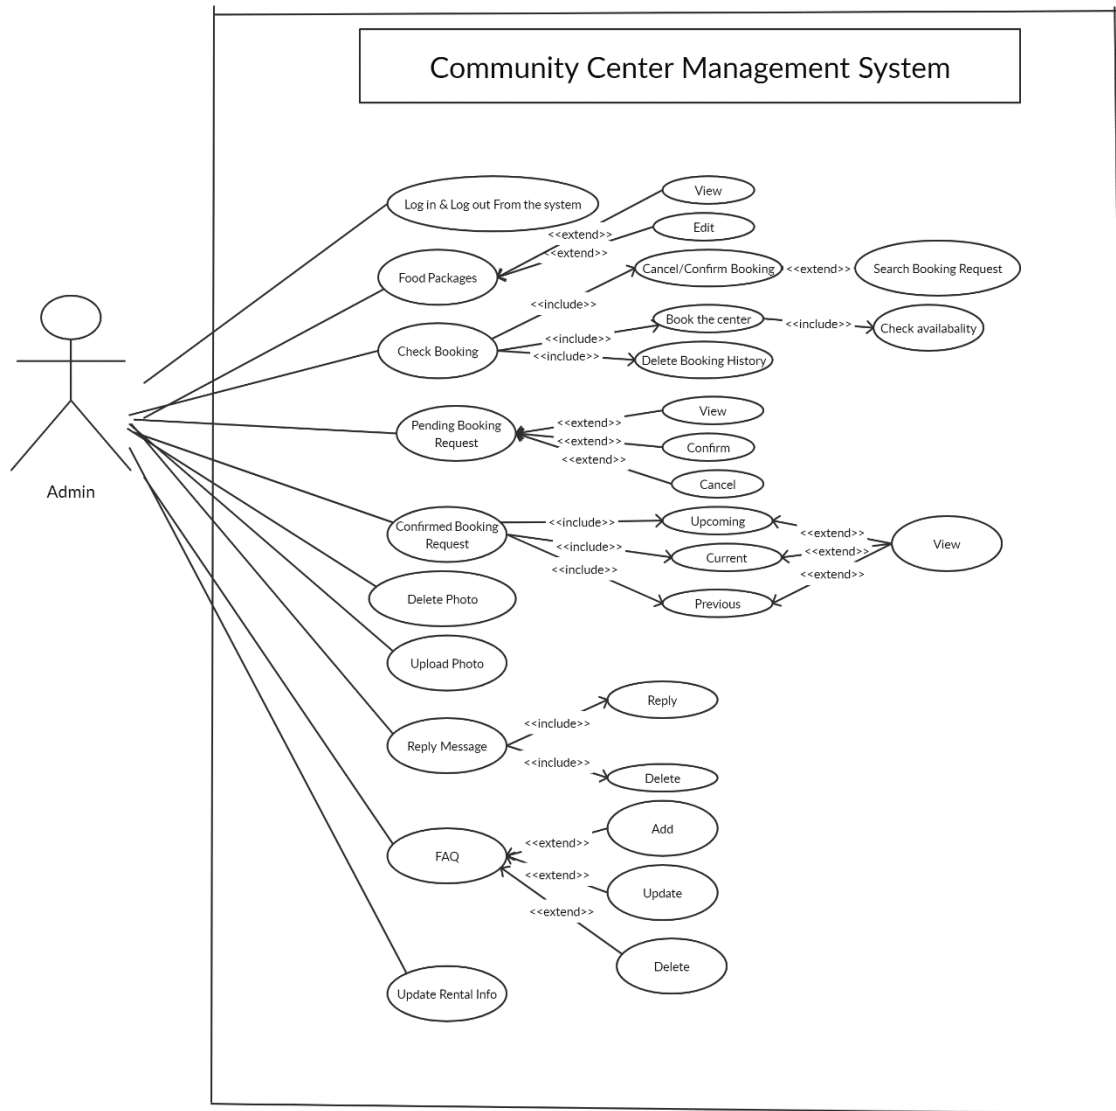 Community Center Management System
Log in & Log out From the system
View
<<extend>>
Edit
<<extend>>
Food Packages
Cancel/Confirm Booking
<<extend>>
Search Booking Request
<<include>>
Book the center
<<include>>
Check availabality
<<include>>
Check Booking
<<include>>
Delete Booking History
View
Pending Booking
Request
<<extend>>
<<extend>>
Confirm
<<extend>>
Cancel
Admin
Confirmed Booking
Request
<<include>>
Upcoming
<<extend>>
<<include>>
Current
<<extend>>
View
<<include>>
<<extend>>
Previous
Delete Photo
Upload Photo
Reply
<<include>>
Reply Message
<<include>>
Delete
Add
<<extend>>
FAQ
<<extend>>
Update
<<extend>>
Delete
Update Rental Info